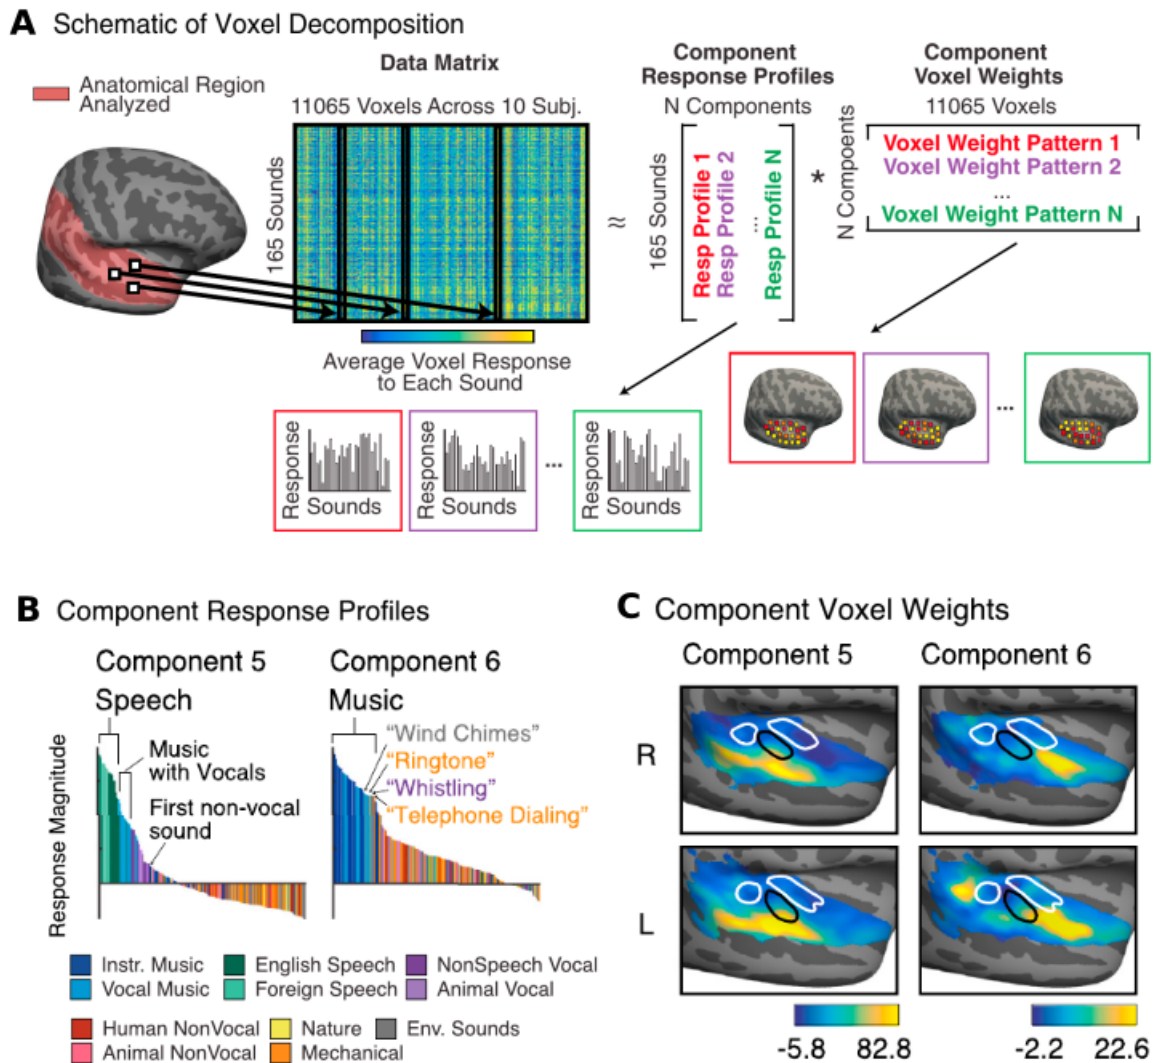 A Schematic of Voxel Decomposition
Anatomical Region
Analyzed
Data Matrix
11065 Voxels Across 10 Subj.
165 Sounds
Average Voxel Response
to Each Sound
≈
Component
Response Profiles
N Components
165 Sounds
Resp Profile 1
Resp Profile 2
...
Resp Profile N
*
Component
Voxel Weights
11065 Voxels
N Compoents
Voxel Weight Pattern 1
Voxel Weight Pattern 2
...
Voxel Weight Pattern N
Response
Sounds
Response
Sounds
...
Response
Sounds
...
B Component Response Profiles
Component 5
Speech
Music
with Vocals
First non-vocal
sound
Response Magnitude
Component 6
Music
“Wind Chimes”
“Ringtone”
“Whistling”
“Telephone Dialing”
Instr. Music
English Speech
NonSpeech Vocal
Vocal Music
Foreign Speech
Animal Vocal
Human NonVocal
Nature
Env. Sounds
Animal NonVocal
Mechanical
C Component Voxel Weights
Component 5
Component 6
R
L
-5.8 82.8
-2.2 22.6